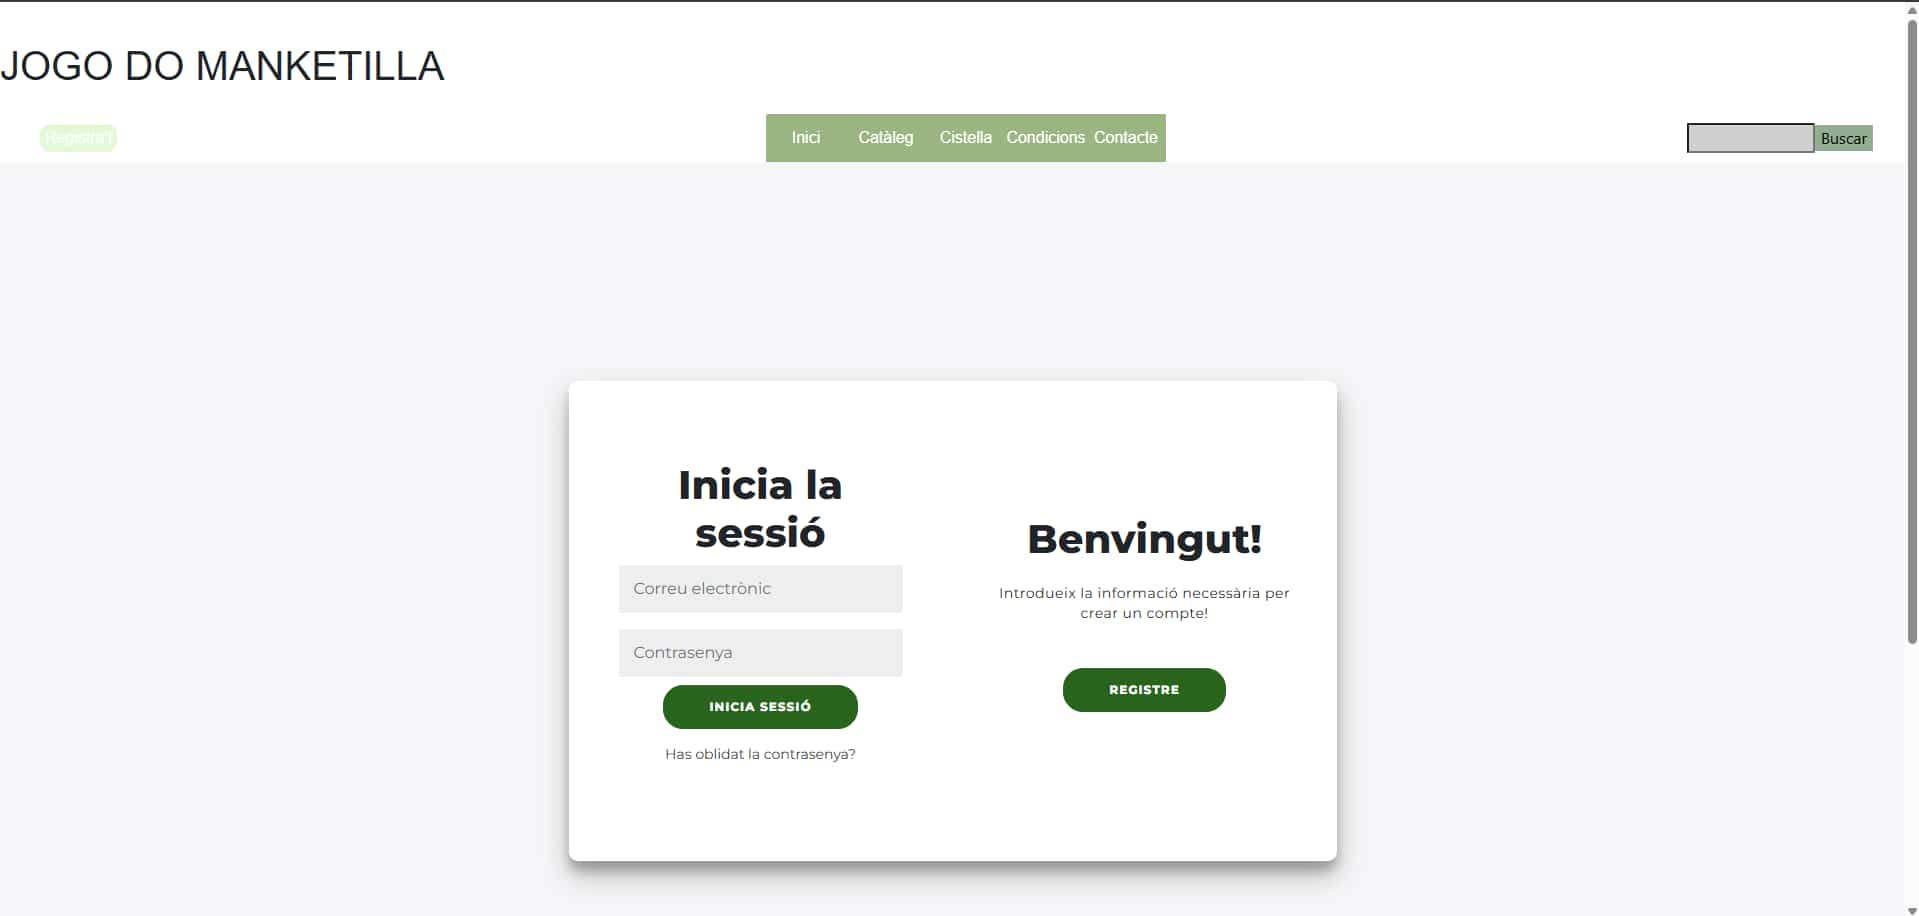 JOGO DO MANKETILLA
Registra't
Inici Catàleg Cistella Condicions Contacte
Buscar
Inicia la
sessió
Correu electrònic
Contrasenya
INICIA SESSIÓ
Has oblidat la contrasenya?
Benvingut!
Introdueix la informació necessària per
crear un compte!
REGISTRE